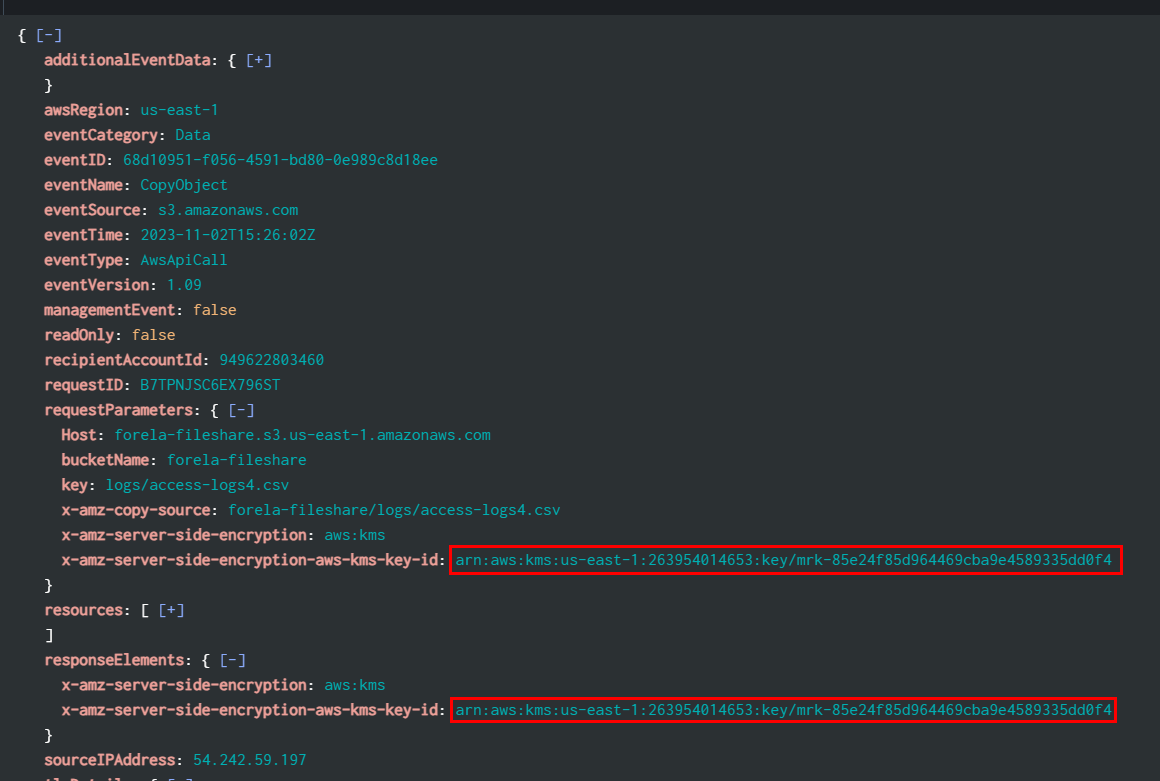 { [-]
additionalEventData: { [+]
}
awsRegion: us-east-1
eventCategory: Data
eventID: 68d10951-f056-4591-bd80-0e989c8d18ee
eventName: CopyObject
eventSource: s3.amazonaws.com
eventTime: 2023-11-02T15:26:02Z
eventType: AwsApiCall
eventVersion: 1.09
managementEvent: false
readOnly: false
recipientAccountId: 949622803460
requestID: B7TPNJSC6EX796ST
requestParameters: { [-]
Host: forela-fileshare.s3.us-east-1.amazonaws.com
bucketName: forela-fileshare
key: logs/access-logs4.csv
x-amz-copy-source: forela-fileshare/logs/access-logs4.csv
x-amz-server-side-encryption: aws:kms
x-amz-server-side-encryption-aws-kms-key-id: arn:aws:kms:us-east-1:263954014653:key/mrk-85e24f85d964469cba9e4589335dd0f4
}
resources: [ [+]
]
responseElements: { [-]
x-amz-server-side-encryption: aws:kms
x-amz-server-side-encryption-aws-kms-key-id: arn:aws:kms:us-east-1:263954014653:key/mrk-85e24f85d964469cba9e4589335dd0f4
}
sourceIPAddress: 54.242.59.197